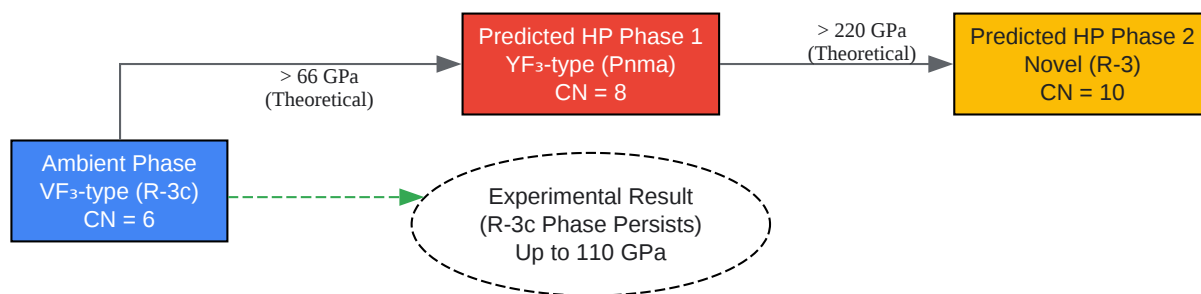 Predicted HP Phase 1
YF₃-type (Pnma)
CN = 8
> 220 GPa
(Theoretical)
Predicted HP Phase 2
Novel (R-3)
CN = 10
> 66 GPa
(Theoretical)
Ambient Phase
VF₃-type (R-3c)
CN = 6
Experimental Result
(R-3c Phase Persists)
Up to 110 GPa